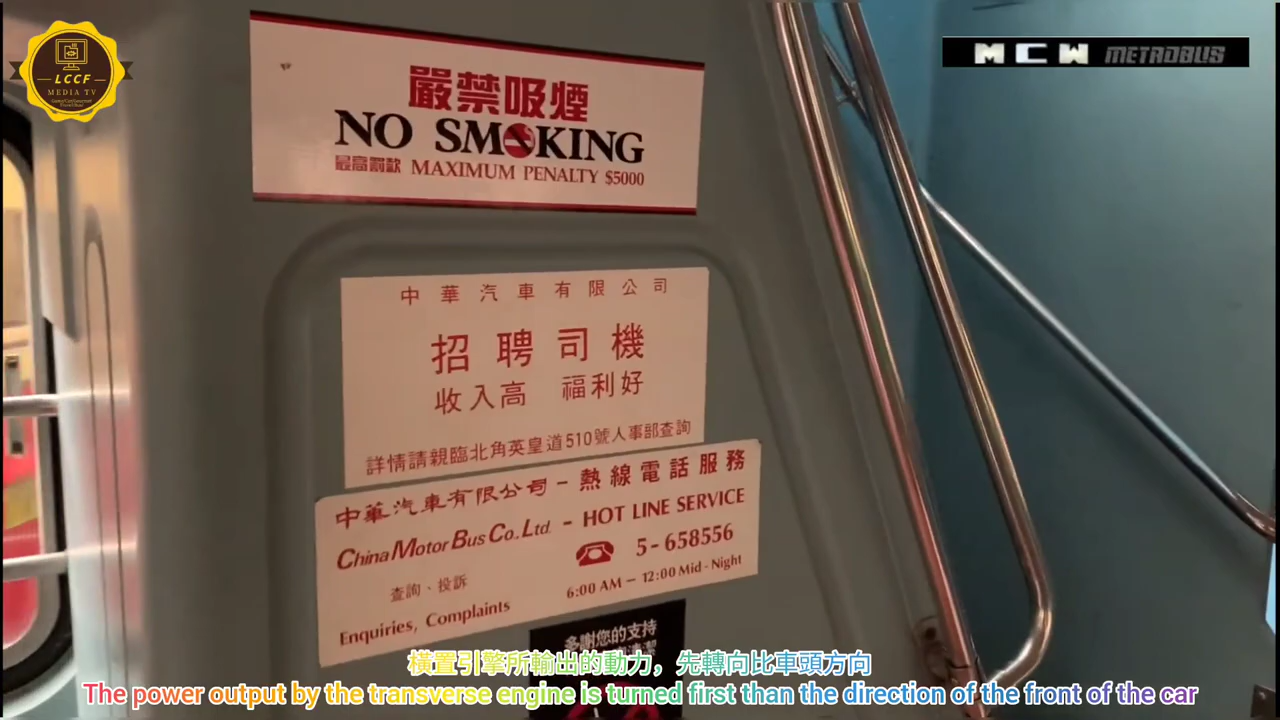 LCCF
MEDIA TV
MCW METROBUS
嚴禁吸煙
NO SMOKING
最高罰款 MAXIMUM PENALTY $5000
中華汽車有限公司
招聘司機
收入高 福利好
詳情請親臨北角英皇道510號人事部查詢
中華汽車有限公司 - 熱線電話服務
China Motor Bus Co. Ltd. - HOT LINE SERVICE
5-658556
查詢、投訴
6:00 AM - 12:00 Mid-Night
Enquiries, Complaints
多謝您的支持
橫置引擎所輸出的動力，先轉向比車頭方向
The power output by the transverse engine is turned first than the direction of the front of the car